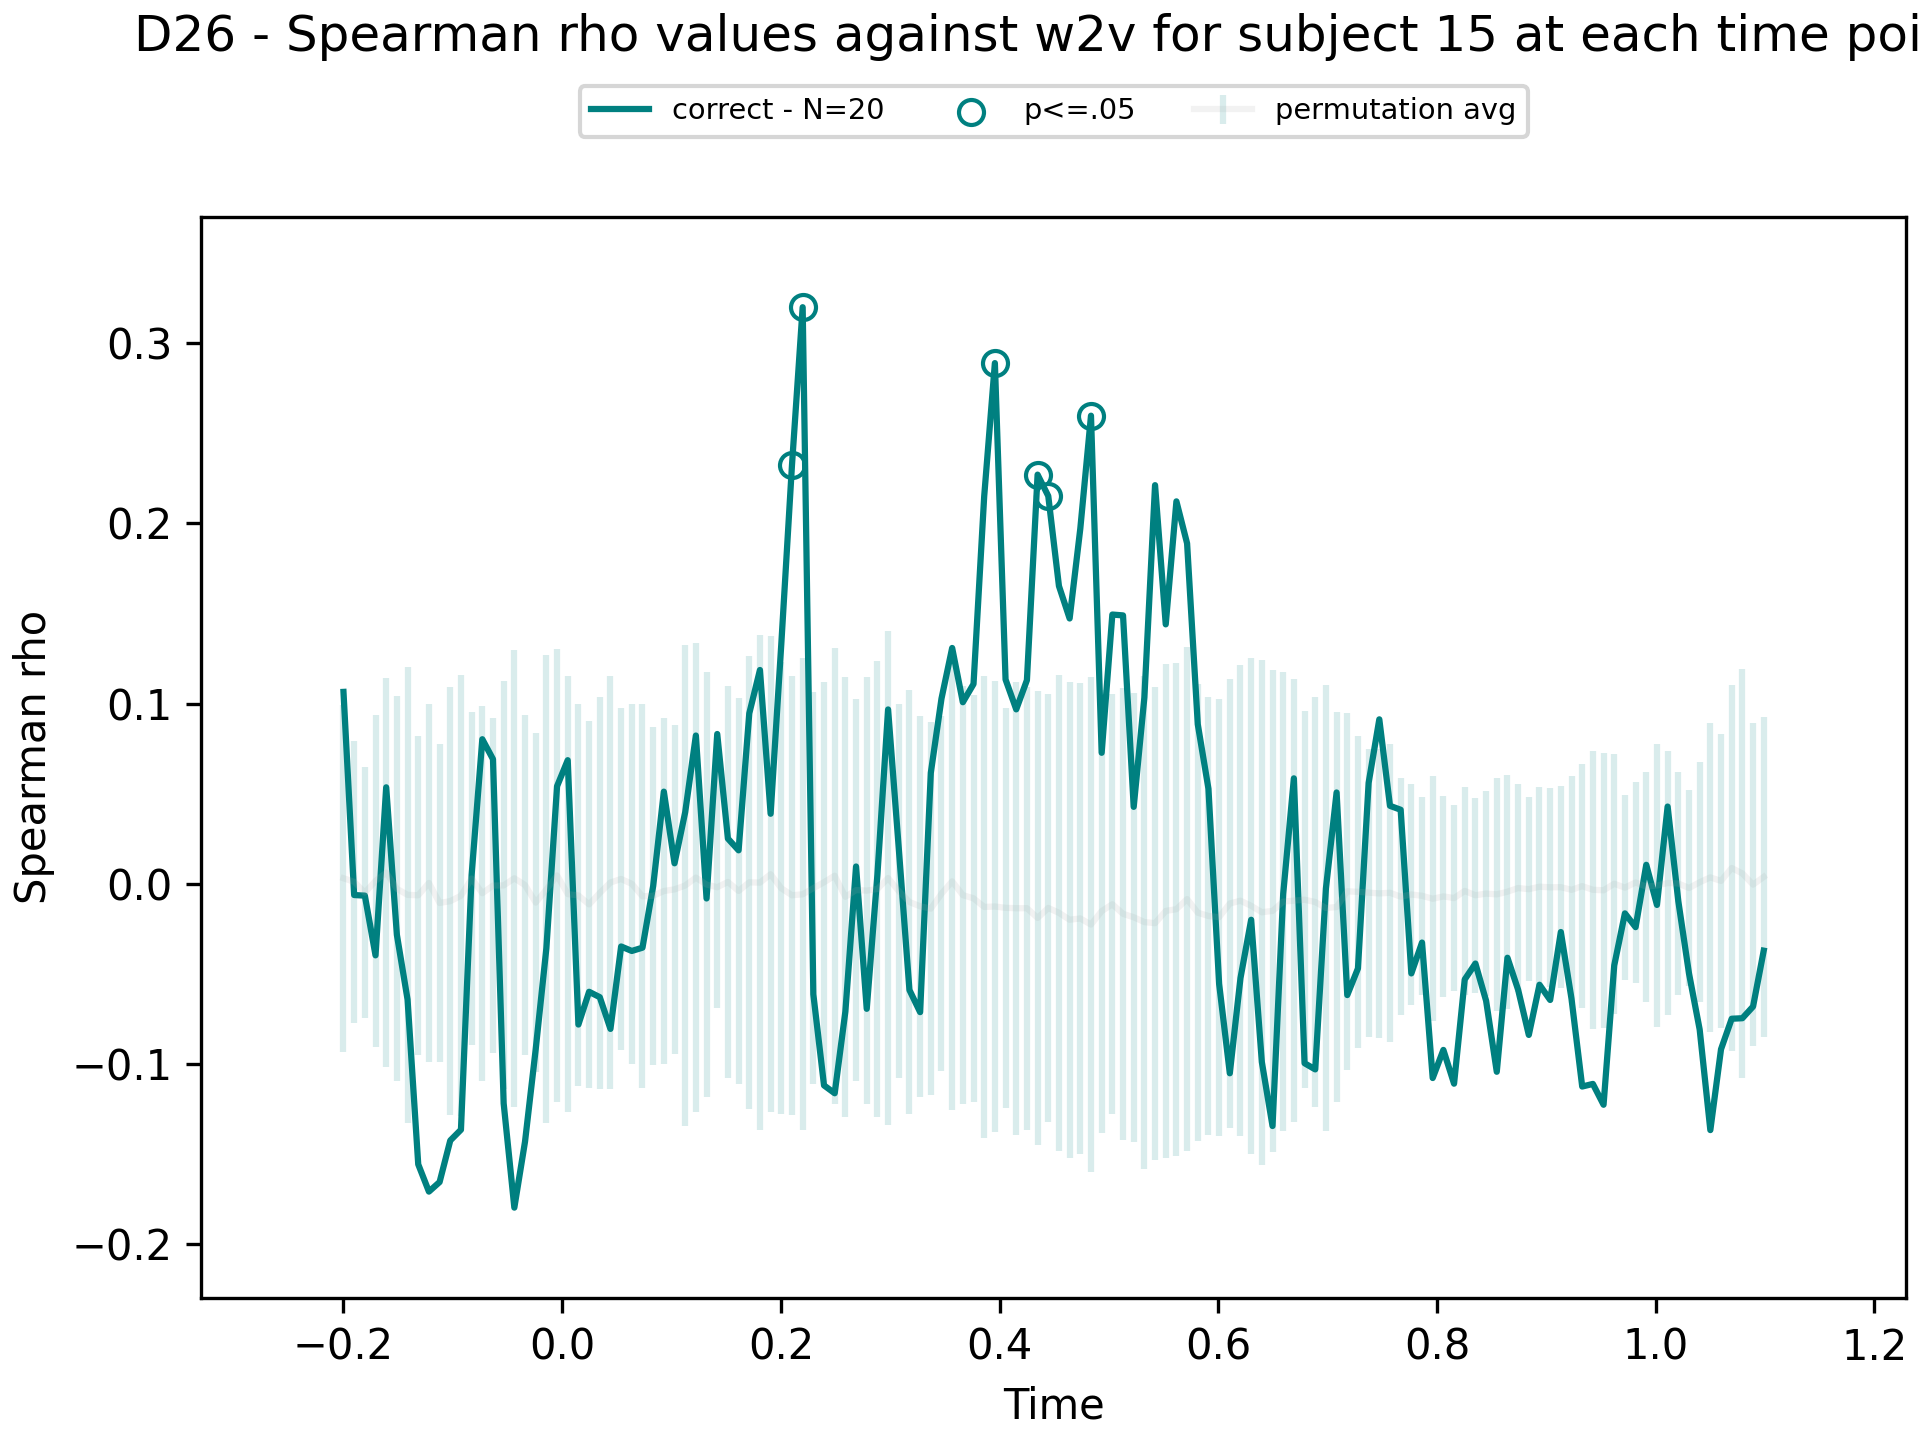 D26 - Spearman rho values against w2v for subject 15 at each time poi
correct - N=20 p<=.05 permutation avg
0.3
0.2
0.1
0.0
−0.1
−0.2
Spearman rho
−0.2 0.0 0.2 0.4 0.6 0.8 1.0 1.2
Time